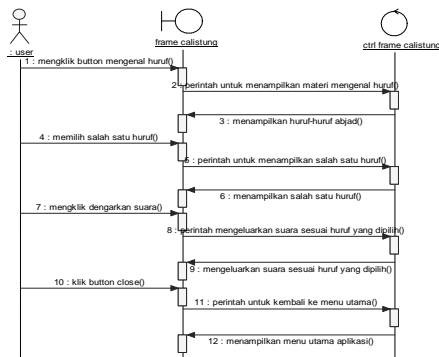 : user
frame calistung
ctrl frame calistung
1 : mengklik button mengenal huruf()
2 : perintah untuk menampilkan materi mengenal huruf()
3 : menampilkan huruf-huruf abjad()
4 : memilih salah satu huruf()
5 : perintah untuk menampilkan salah satu huruf()
6 : menampilkan salah satu huruf()
7 : mengklik dengarkan suara()
8 : perintah mengeluarkan suara sesuai huruf yang dipilih()
9 : mengeluarkan suara sesuai huruf yang dipilih()
10 : klik button close()
11 : perintah untuk kembali ke menu utama()
12 : menampilkan menu utama aplikasi()